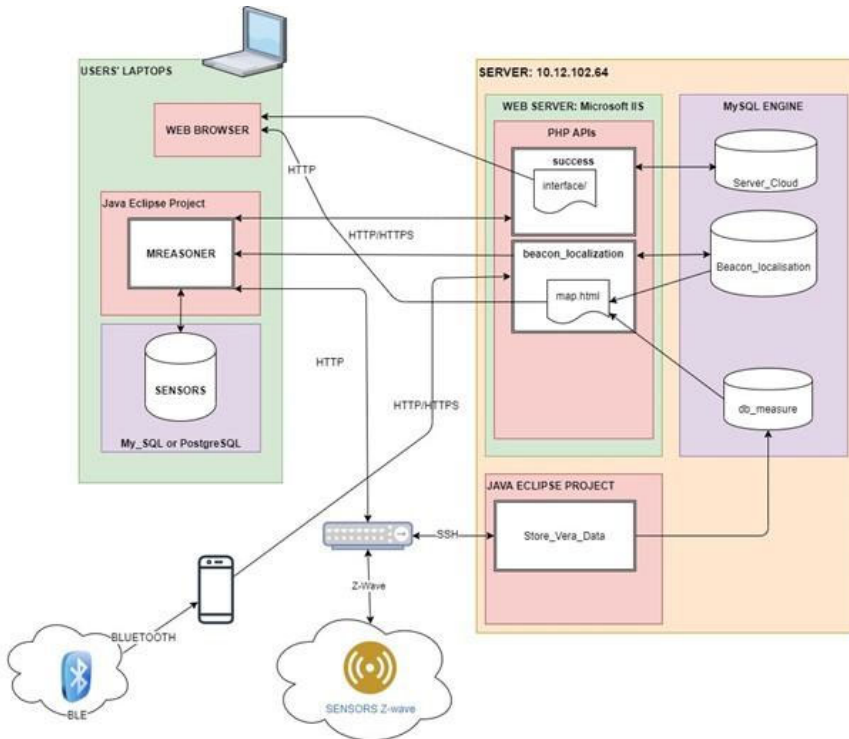 USERS' LAPTOPS
WEB BROWSER
HTTP
Java Eclipse Project
MREASONER
HTTP/HTTPS
SENSORS
My_SQL or PostgreSQL
HTTP
HTTP/HTTPS
SERVER: 10.12.102.64
WEB SERVER: Microsoft IIS
PHP APIs
success
interface/
beacon_localization
map.html
MySQL ENGINE
Server_Cloud
Beacon_localisation
db_measure
JAVA ECLIPSE PROJECT
Store_Vera_Data
SSH
Z-Wave
BLUETOOTH
BLE
SENSORS Z-wave